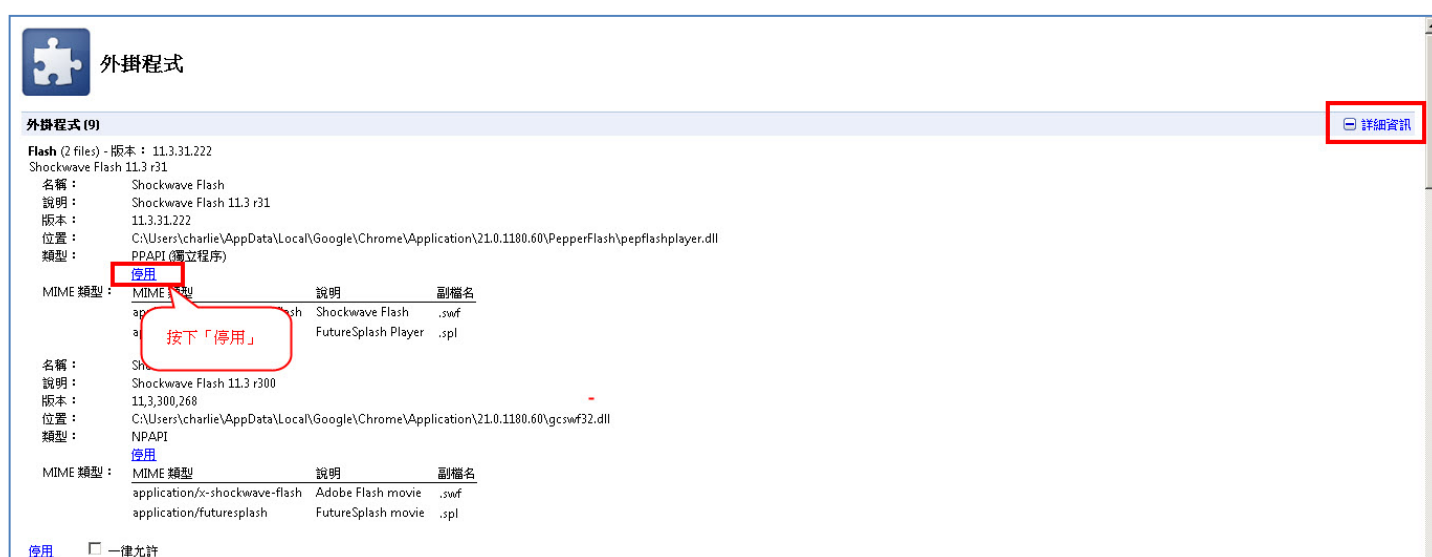 外掛程式
外掛程式 (9)
詳細資訊
Flash (2 files) - 版本： 11.3.31.222
Shockwave Flash 11.3 r31
名稱： Shockwave Flash
說明： Shockwave Flash 11.3 r31
版本： 11.3.31.222
位置： C:\Users\charlie\AppData\Local\Google\Chrome\Application\21.0.1180.60\PepperFlash\pepflashplayer.dll
類型： PPAPI (獨立程序)
停用
MIME 類型： MIME 類型 說明 副檔名
Shockwave Flash .swf
FutureSplash Player .spl
按下「停用」
名稱：
說明： Shockwave Flash 11.3 r300
版本： 11,3,300,268
位置： C:\Users\charlie\AppData\Local\Google\Chrome\Application\21.0.1180.60\gcswf32.dll
類型： NPAPI
停用
MIME 類型： MIME 類型 說明 副檔名
application/x-shockwave-flash Adobe Flash movie .swf
application/futuresplash FutureSplash movie .spl
停用 一律允許